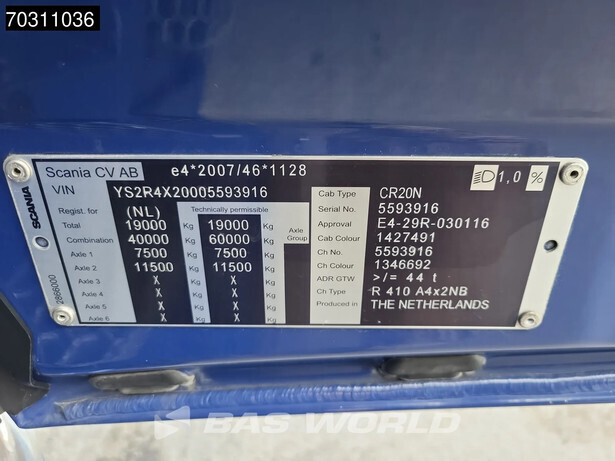 70311036
Scania CV AB e4*2007/46*1128
VIN YS2R4X20005593916
SCANIA
2866000
Regist. for (NL) Technically permissible
Total 19000 Kg 19000 Kg
Combination 40000 Kg 60000 Kg
Axle Group
Axle 1 7500 Kg 7500 Kg
Axle 2 11500 Kg 11500 Kg
Axle 3 X Kg X Kg
Axle 4 X Kg X Kg
Axle 5 X Kg X Kg
Axle 6 X Kg X Kg
Cab Type CR20N
Serial No. 5593916
Approval E4-29R-030116
Cab Colour 1427491
Ch No. 5593916
Ch Colour 1346692
ADR GTW >/= 44 t
Ch Type R 410 A4x2NB
Produced in THE NETHERLANDS
1,0 %
BAS WORLD